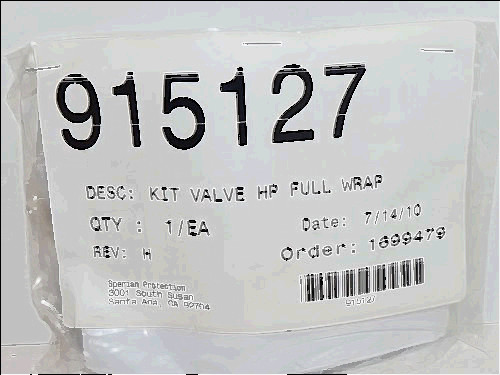 915127
DESC: KIT VALVE HP FULL WRAP
QTY : 1/EA
Date: 7/14/10
REV: H
Order: 1699479
Sperian Protection
3001 South Susan
Santa Ana, CA 92704
915127